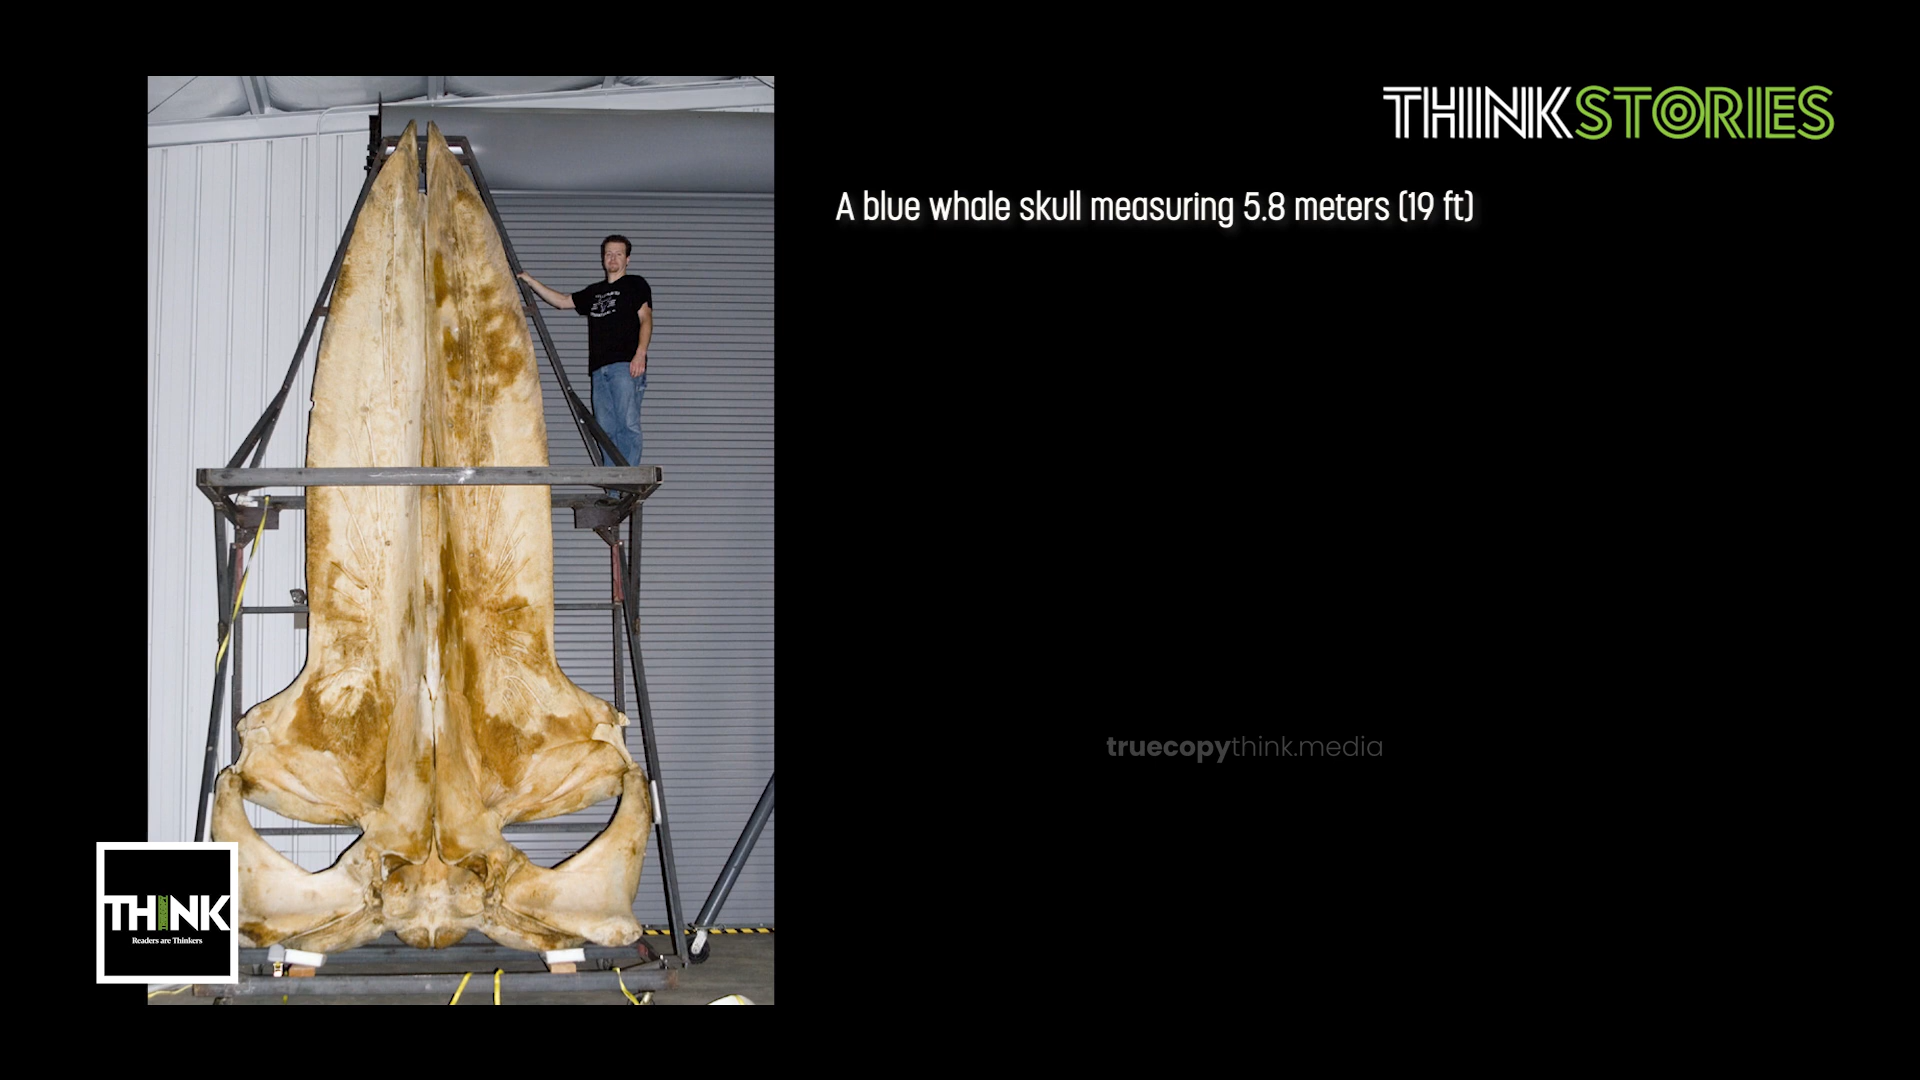 THINKSTORIES
A blue whale skull measuring 5.8 meters (19 ft)
truecopythink.media
THINK
Readers are Thinkers